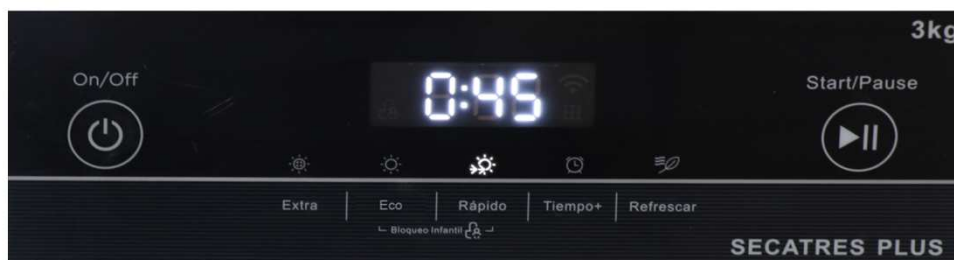 3kg
On/Off
0:45
Start/Pause
Extra
Eco
Rápido
Tiempo+
Refrescar
Bloqueo Infantil
SECATRES PLUS